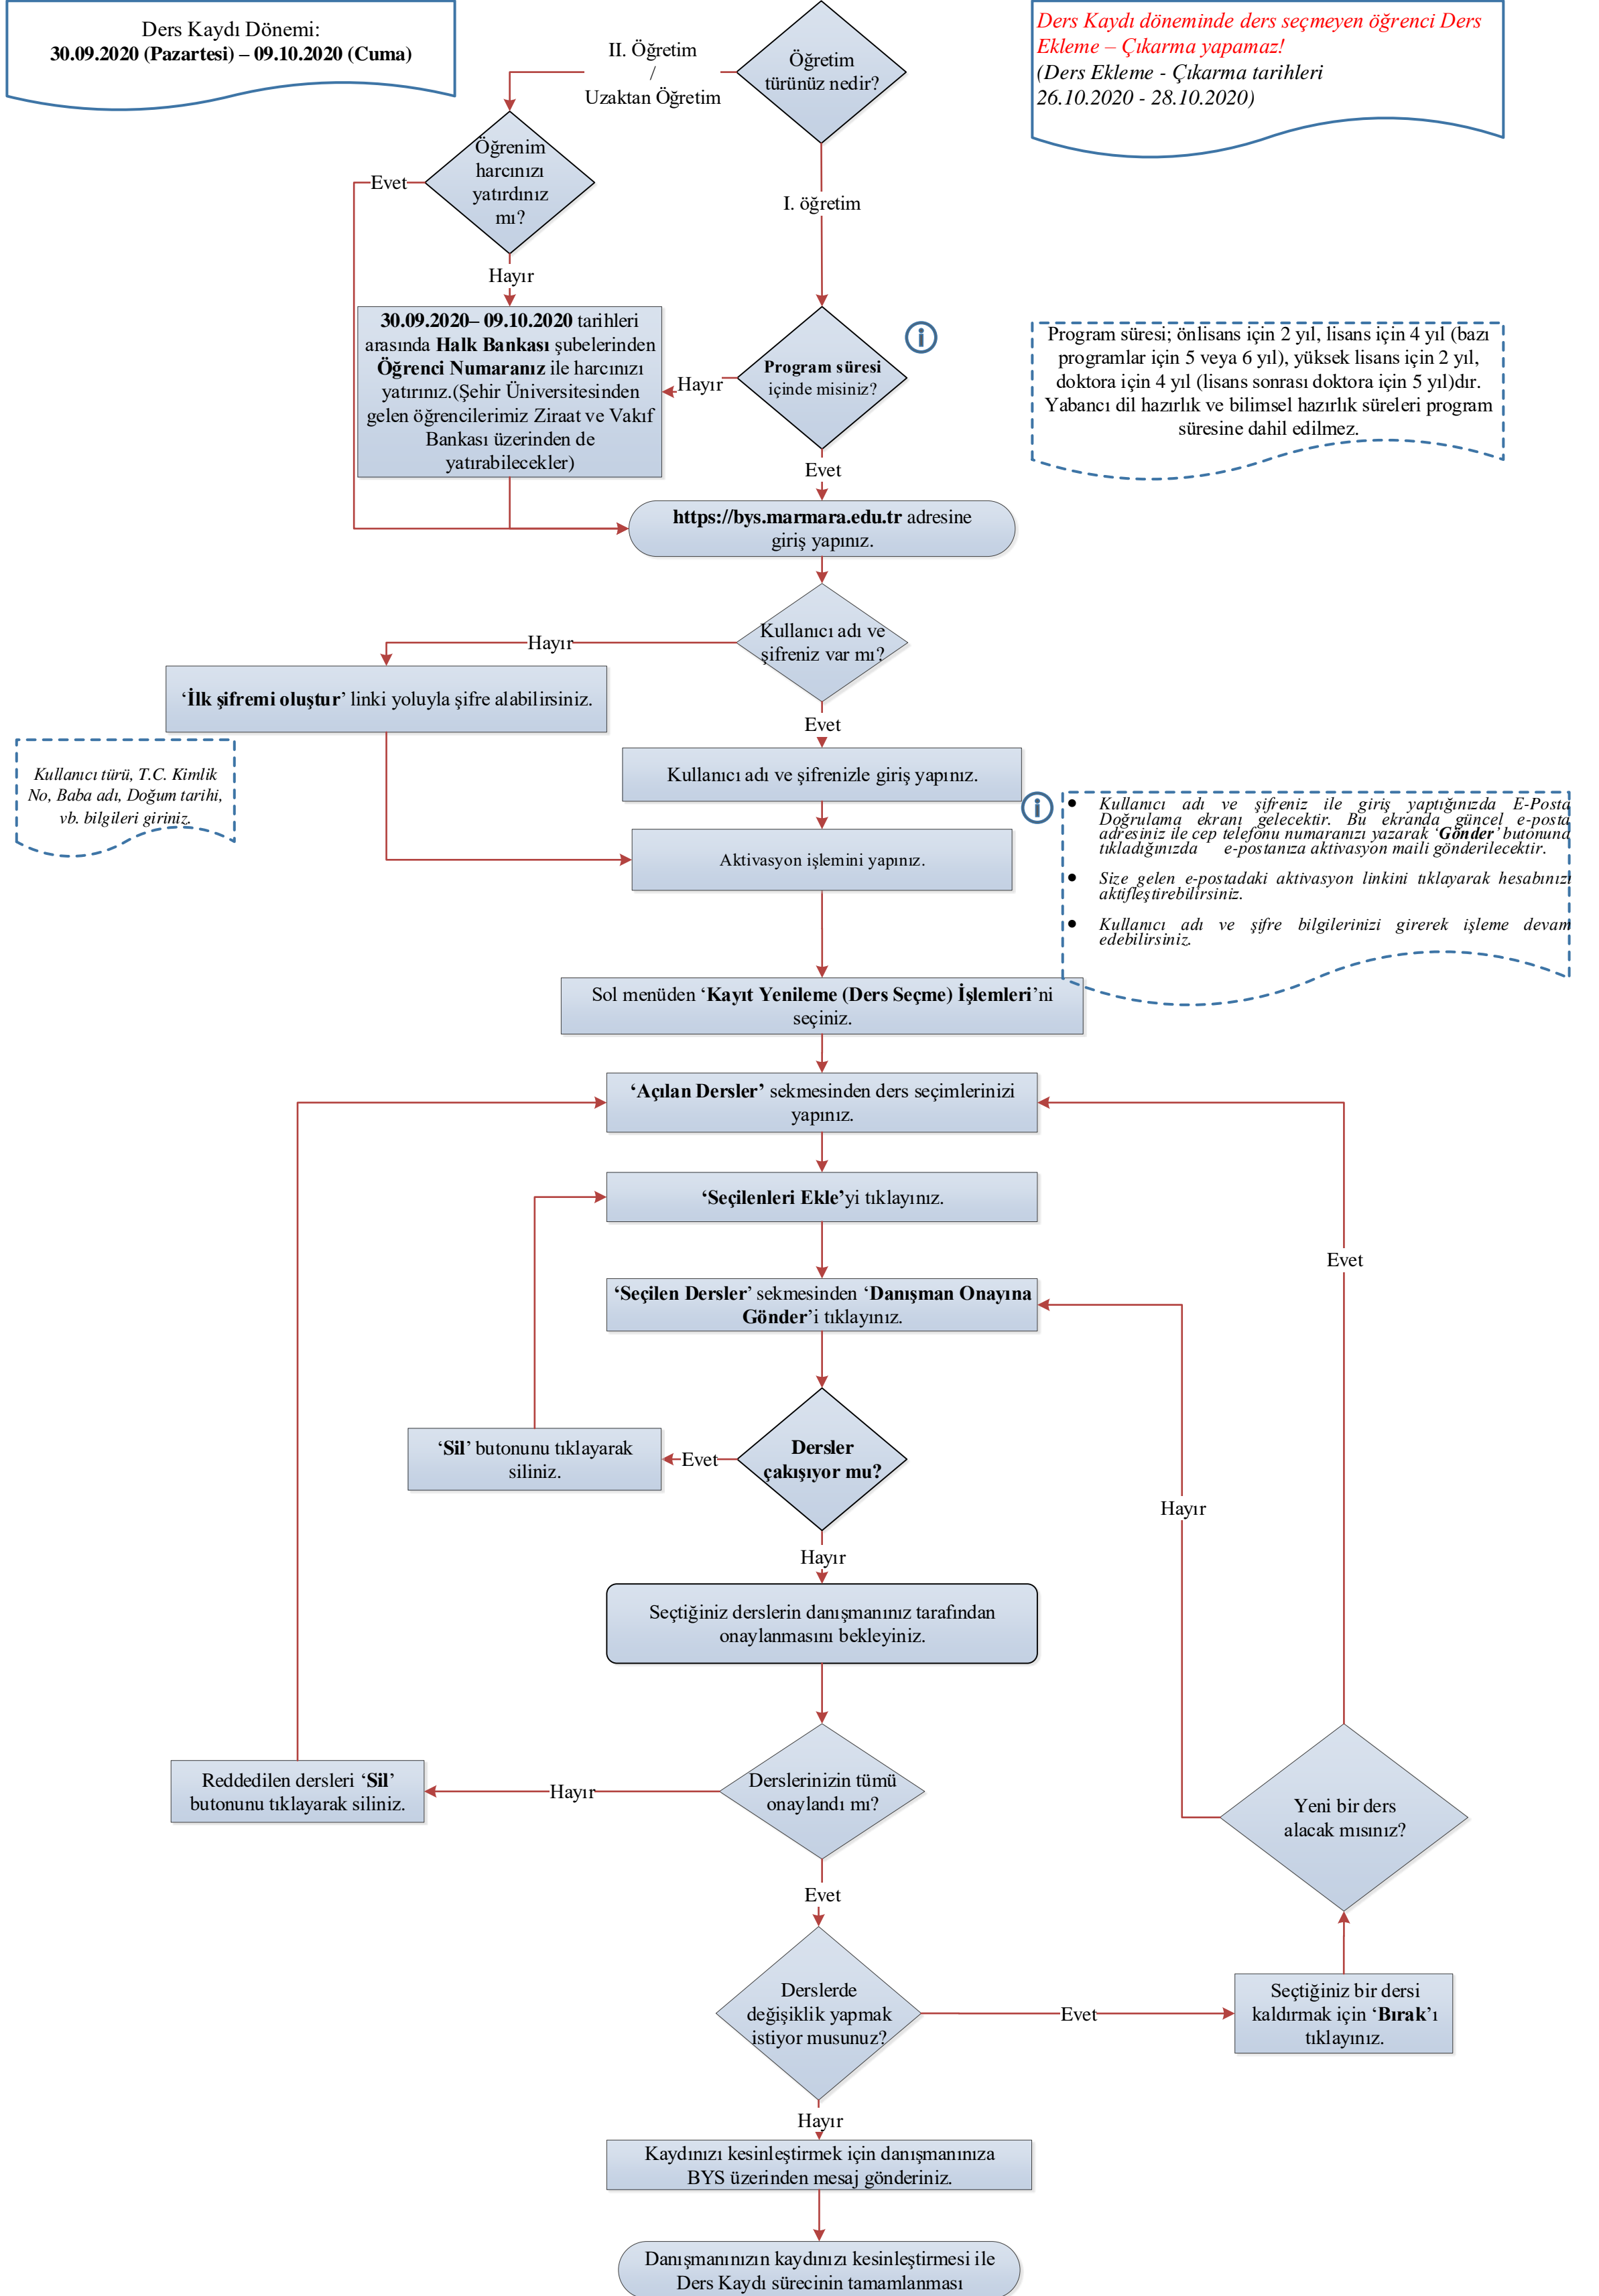 Ders Kaydı Dönemi:
30.09.2020 (Pazartesi) – 09.10.2020 (Cuma)
II. Öğretim
/
Uzaktan Öğretim
Öğretim
türünüz nedir?
Ders Kaydı döneminde ders seçmeyen öğrenci Ders
Ekleme – Çıkarma yapamaz!
(Ders Ekleme - Çıkarma tarihleri
26.10.2020 - 28.10.2020)
Öğrenim
harcınızı
yatırdınız
mı?
Evet
Hayır
I. öğretim
30.09.2020– 09.10.2020 tarihleri
arasında Halk Bankası şubelerinden
Öğrenci Numaranız ile harcınızı
yatırınız.(Şehir Üniversitesinden
gelen öğrencilerimiz Ziraat ve Vakıf
Bankası üzerinden de
yatırabilecekler)
Hayır
Program süresi
içinde misiniz?
Evet
Program süresi; önlisans için 2 yıl, lisans için 4 yıl (bazı
programlar için 5 veya 6 yıl), yüksek lisans için 2 yıl,
doktora için 4 yıl (lisans sonrası doktora için 5 yıl)dır.
Yabancı dil hazırlık ve bilimsel hazırlık süreleri program
süresine dahil edilmez.
https://bys.marmara.edu.tr adresine
giriş yapınız.
Kullanıcı adı ve
şifreniz var mı?
Hayır
‘İlk şifremi oluştur’ linki yoluyla şifre alabilirsiniz.
Evet
Kullanıcı türü, T.C. Kimlik
No, Baba adı, Doğum tarihi,
vb. bilgileri giriniz.
Kullanıcı adı ve şifrenizle giriş yapınız.
Aktivasyon işlemini yapınız.
● Kullanıcı adı ve şifreniz ile giriş yaptığınızda E-Posta
Doğrulama ekranı gelecektir. Bu ekranda güncel e-posta
adresiniz ile cep telefonu numaranızı yazarak ‘Gönder’ butonuna
tıkladığınızda e-postanıza aktivasyon maili gönderilecektir.
● Size gelen e-postadaki aktivasyon linkini tıklayarak hesabınızı
aktifleştirebilirsiniz.
● Kullanıcı adı ve şifre bilgilerinizi girerek işleme devam
edebilirsiniz.
Sol menüden ‘Kayıt Yenileme (Ders Seçme) İşlemleri’ni
seçiniz.
‘Açılan Dersler’ sekmesinden ders seçimlerinizi
yapınız.
‘Seçilenleri Ekle’yi tıklayınız.
Evet
‘Seçilen Dersler’ sekmesinden ‘Danışman Onayına
Gönder’i tıklayınız.
‘Sil’ butonunu tıklayarak
siliniz.
Evet
Dersler
çakışıyor mu?
Hayır
Hayır
Seçtiğiniz derslerin danışmanınız tarafından
onaylanmasını bekleyiniz.
Reddedilen dersleri ‘Sil’
butonunu tıklayarak siliniz.
Hayır
Derslerinizin tümü
onaylandı mı?
Yeni bir ders
alacak mısınız?
Evet
Derslerde
değişiklik yapmak
istiyor musunuz?
Evet
Seçtiğiniz bir dersi
kaldırmak için ‘Bırak’ı
tıklayınız.
Hayır
Kaydınızı kesinleştirmek için danışmanınıza
BYS üzerinden mesaj gönderiniz.
Danışmanınızın kaydınızı kesinleştirmesi ile
Ders Kaydı sürecinin tamamlanması